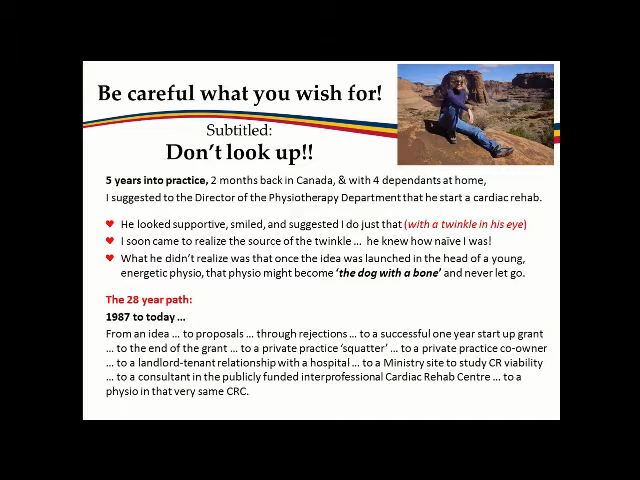 Be careful what you wish for!
Subtitled:
Don't look up!!
5 years into practice, 2 months back in Canada, & with 4 dependants at home,
I suggested to the Director of the Physiotherapy Department that he start a cardiac rehab.
He looked supportive, smiled, and suggested I do just that (with a twinkle in his eye)
I soon came to realize the source of the twinkle ... he knew how naïve I was!
What he didn't realize was that once the idea was launched in the head of a young,
energetic physio, that physio might become 'the dog with a bone' and never let go.
The 28 year path:
1987 to today ...
From an idea ... to proposals ... through rejections ... to a successful one year start up grant
... to the end of the grant ... to a private practice 'squatter' ... to a private practice co-owner
... to a landlord-tenant relationship with a hospital ... to a Ministry site to study CR viability
... to a consultant in the publicly funded interprofessional Cardiac Rehab Centre ... to a
physio in that very same CRC.